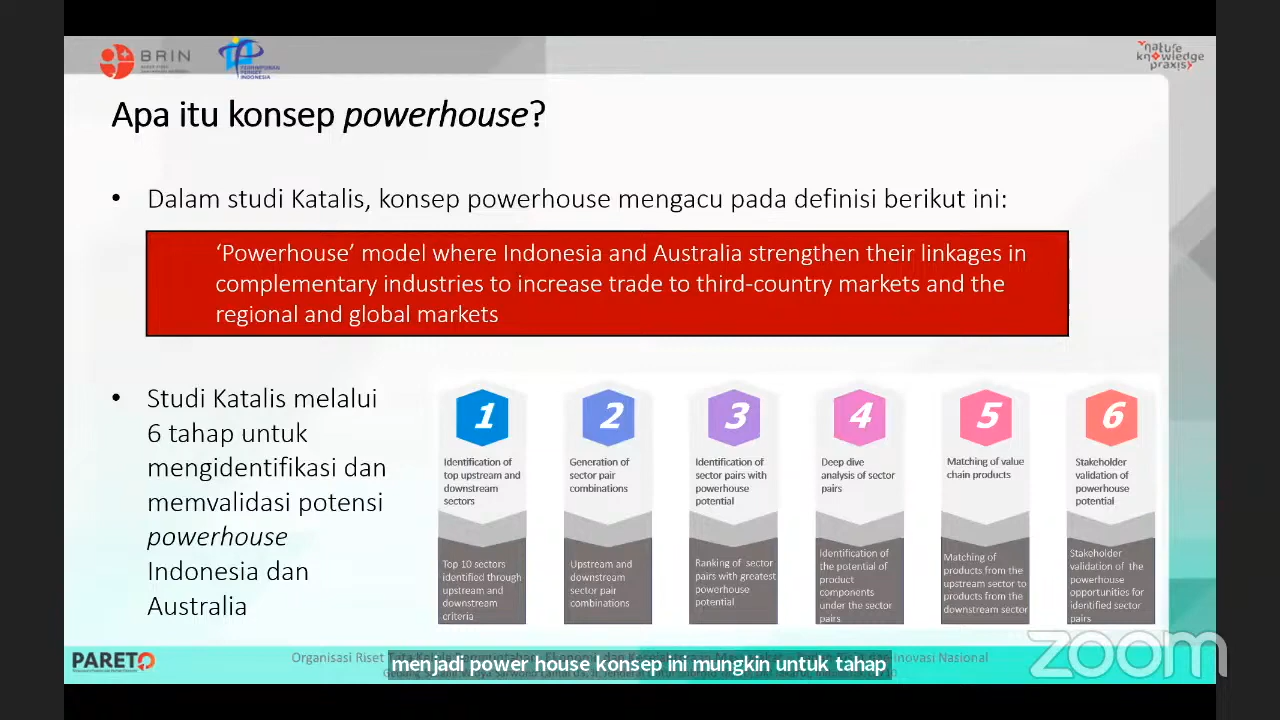 BRIN
PERHIMPUNAN
PERISET
INDONESIA
nature
knowledge
praxis
Apa itu konsep powerhouse?
• Dalam studi Katalis, konsep powerhouse mengacu pada definisi berikut ini:
‘Powerhouse’ model where Indonesia and Australia strengthen their linkages in
complementary industries to increase trade to third-country markets and the
regional and global markets
• Studi Katalis melalui
6 tahap untuk
mengidentifikasi dan
memvalidasi potensi
powerhouse
Indonesia dan
Australia
1
Identification of
top upstream and
downstream
sectors
Top 10 sectors
identified through
upstream and
downstream
criteria
2
Generation of
sector pair
combinations
Upstream and
downstream
sector pair
combinations
3
Identification of
sector pairs with
powerhouse
potential
Ranking of sector
pairs with greatest
powerhouse
potential
4
Deep dive
analysis of sector
pairs
Identification of
the potential of
product
components
under the sector
pairs
5
Matching of value
chain products
Matching of
products from the
upstream sector to
products from the
downstream sector
6
Stakeholder
validation of
powerhouse
potential
Stakeholder
validation of the
powerhouse
opportunities for
identified sector
pairs
PARETO
Organisasi Riset
Inovasi Nasional
menjadi power house konsep ini mungkin untuk tahap
zoom